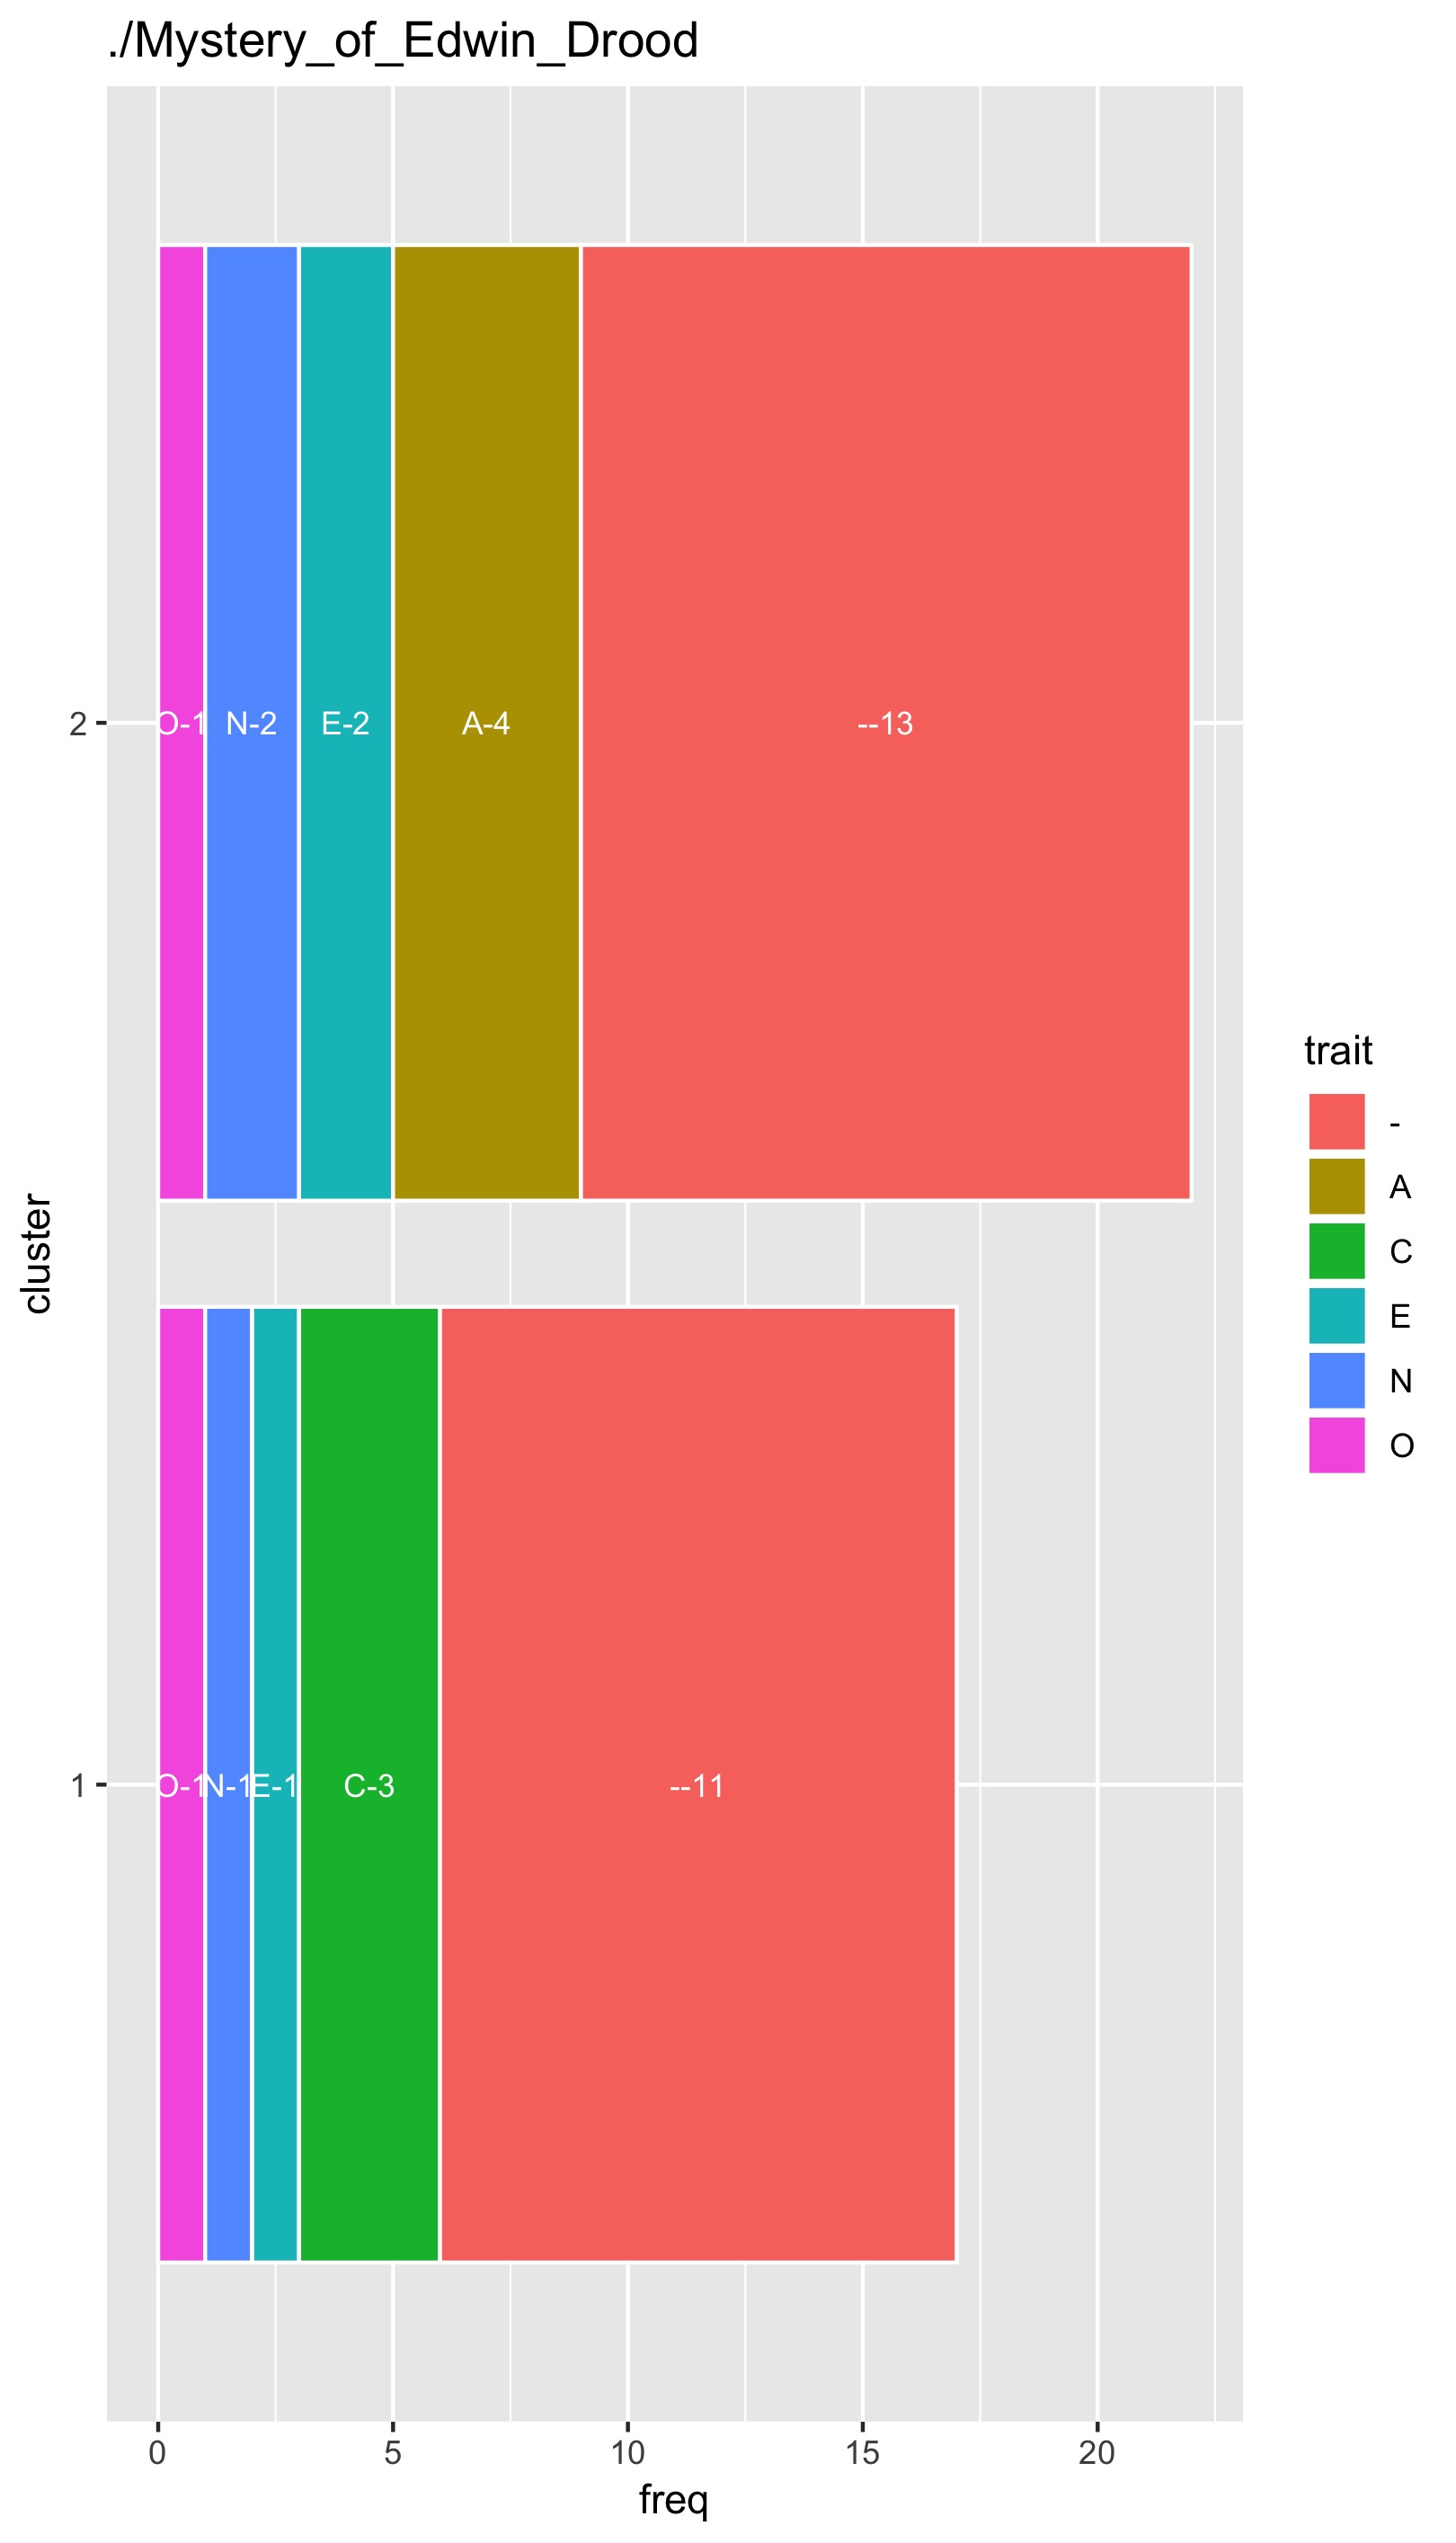 ./Mystery_of_Edwin_Drood
2
O-1 N-2 E-2 A-4 --13
trait
-
A
C
E
N
O
cluster
1
O-1 N-1 E-1 C-3 --11
0 5 10 15 20
freq